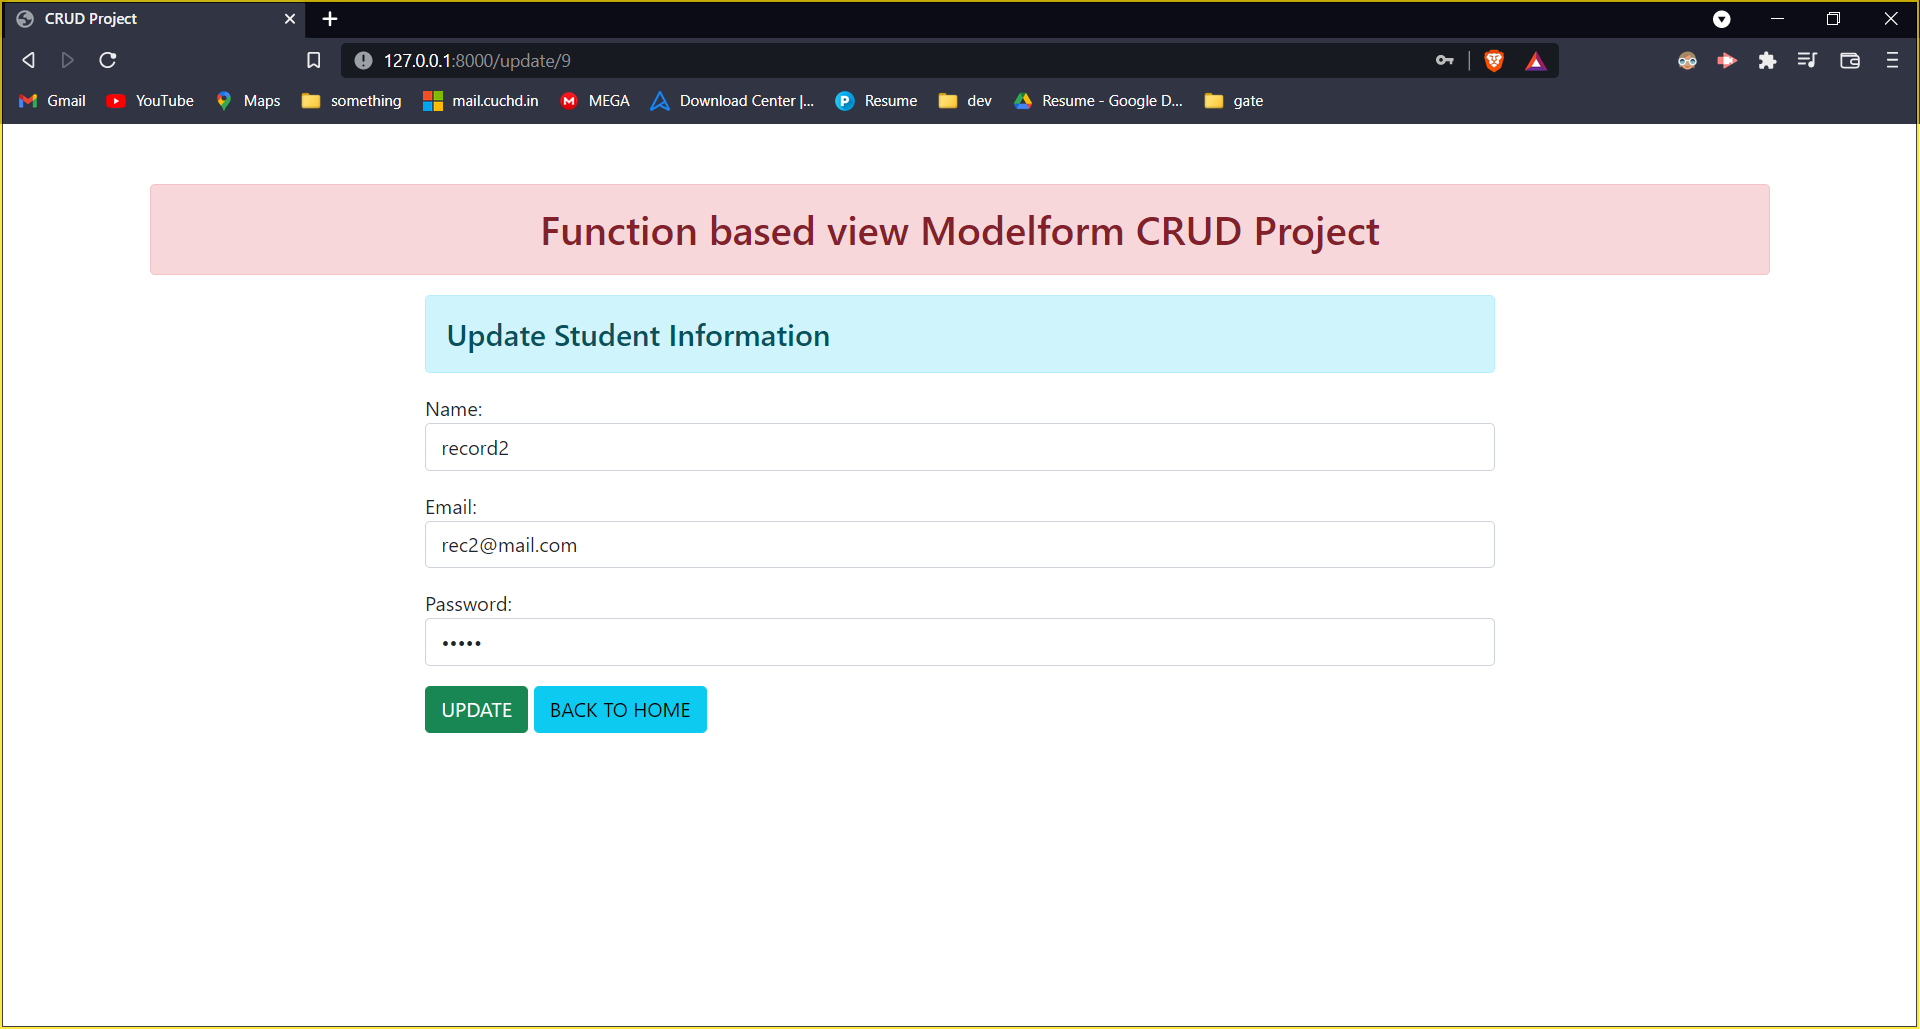 CRUD Project
127.0.0.1:8000/update/9
Gmail YouTube Maps something mail.cuchd.in MEGA Download Center |... Resume dev Resume - Google D... gate
Function based view Modelform CRUD Project
Update Student Information
Name:
record2
Email:
rec2@mail.com
Password:
•••••
UPDATE BACK TO HOME